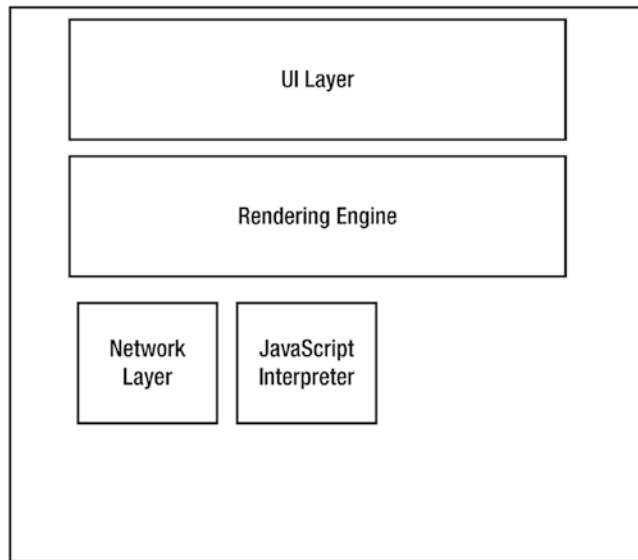 UI Layer
Rendering Engine
Network
Layer
JavaScript
Interpreter